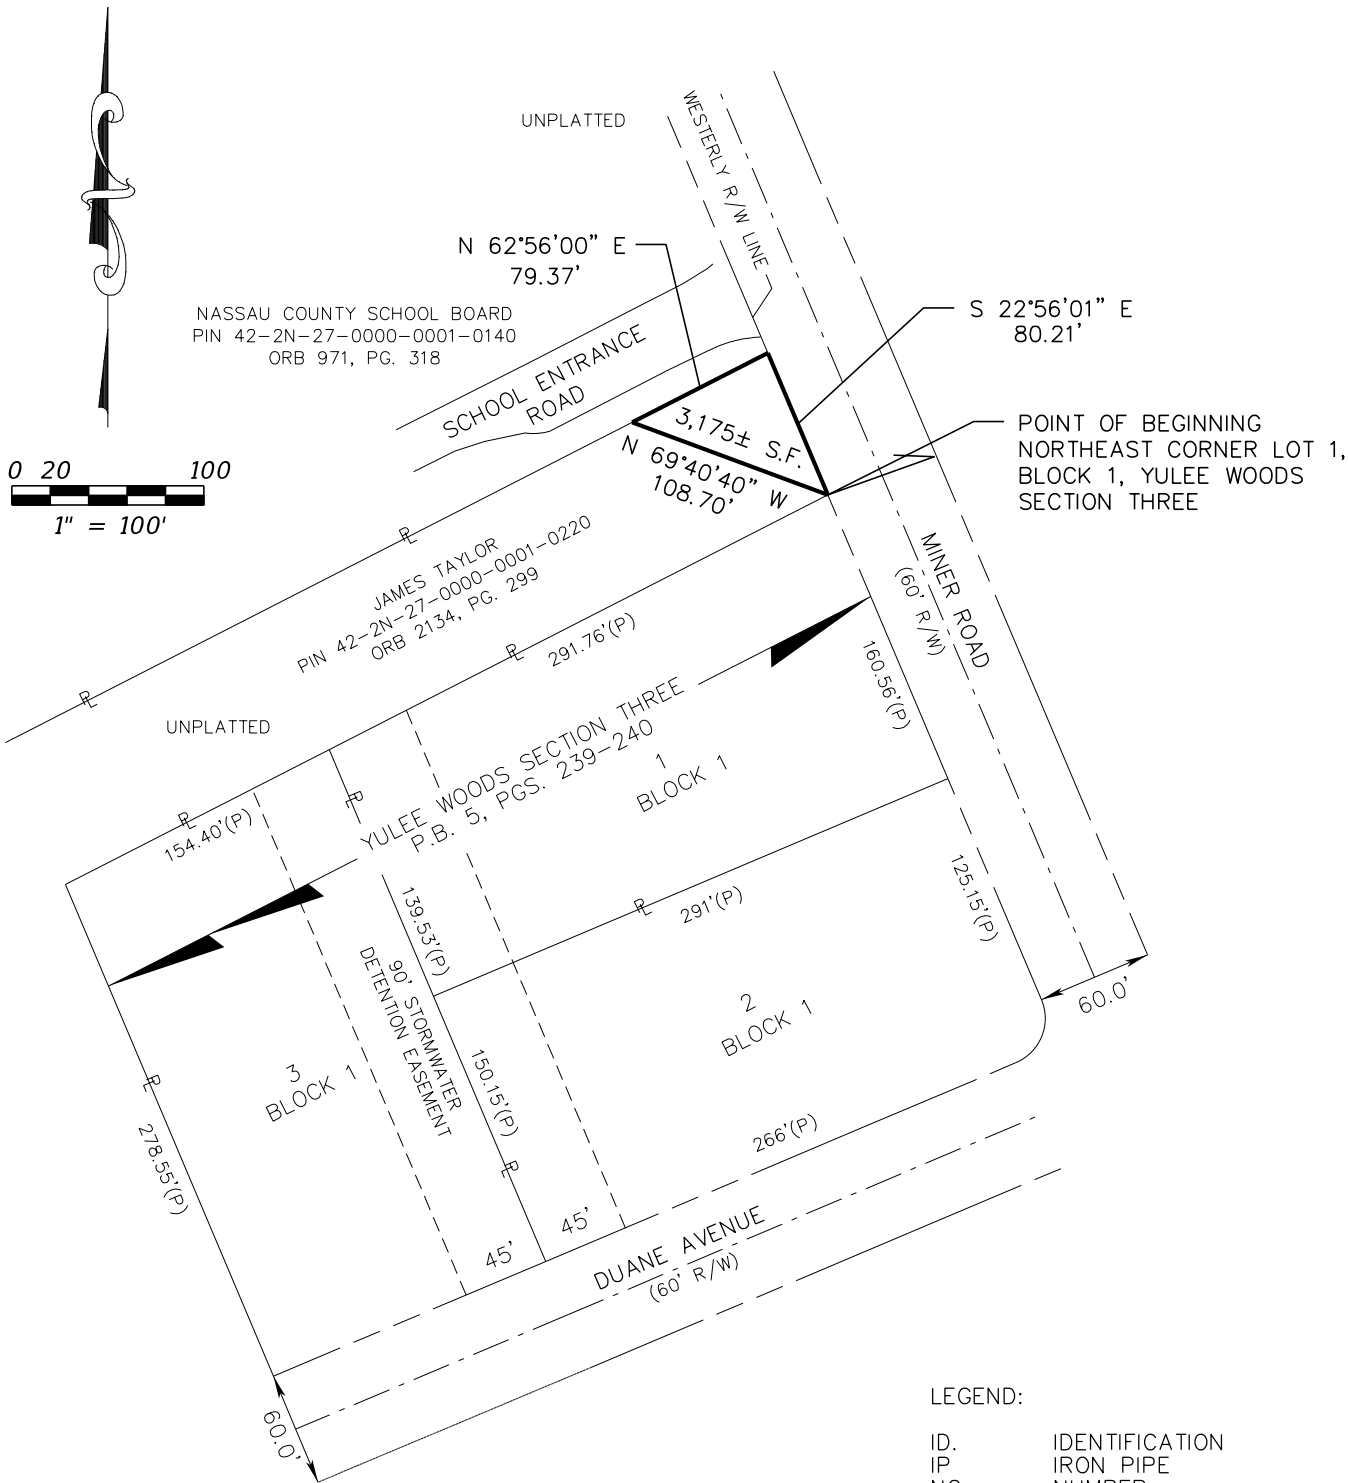 UNPLATTED
WESTERLY R/W LINE
N 62°56'00" E
79.37'
NASSAU COUNTY SCHOOL BOARD
PIN 42-2N-27-0000-0001-0140
ORB 971, PG. 318
SCHOOL ENTRANCE
ROAD
S 22°56'01" E
80.21'
3,175± S.F.
N 69°40'40" W
108.70'
POINT OF BEGINNING
NORTHEAST CORNER LOT 1,
BLOCK 1, YULEE WOODS
SECTION THREE
0 20 100
1" = 100'
JAMES TAYLOR
PIN 42-2N-27-0000-0001-0220
ORB 2134, PG. 299
MINER ROAD
(60' R/W)
291.76'(P)
160.56'(P)
UNPLATTED
YULEE WOODS SECTION THREE
P.B. 5, PGS. 239-240
1
BLOCK 1
154.40'(P)
139.53'(P)
291'(P)
125.15'(P)
90' STORMWATER
DETENTION EASEMENT
2
BLOCK 1
60.0'
3
BLOCK 1
150.15'(P)
278.55'(P)
266'(P)
45'
45'
DUANE AVENUE
(60' R/W)
60.0'
LEGEND:
ID. IDENTIFICATION
IP IRON PIPE
NO. NUMBER